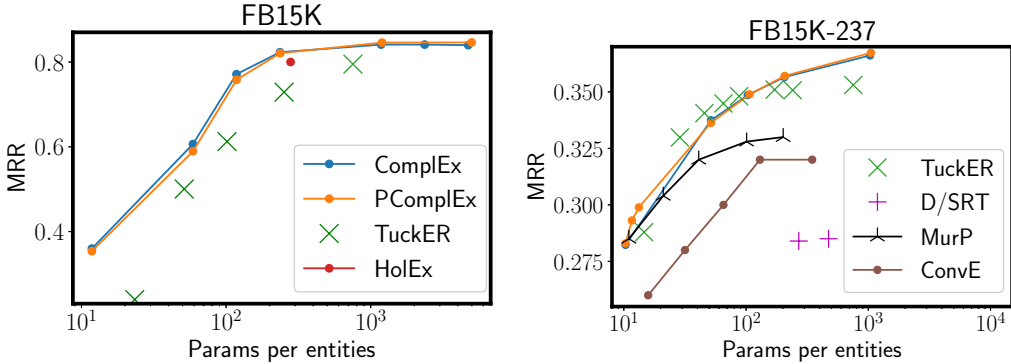 FB15K
MRR
0.8
0.6
0.4
ComplEx
PComplEx
TuckER
HolEx
10^1
10^2
10^3
Params per entities
FB15K-237
MRR
0.350
0.325
0.300
0.275
TuckER
D/SRT
MurP
ConvE
10^1
10^2
10^3
10^4
Params per entities